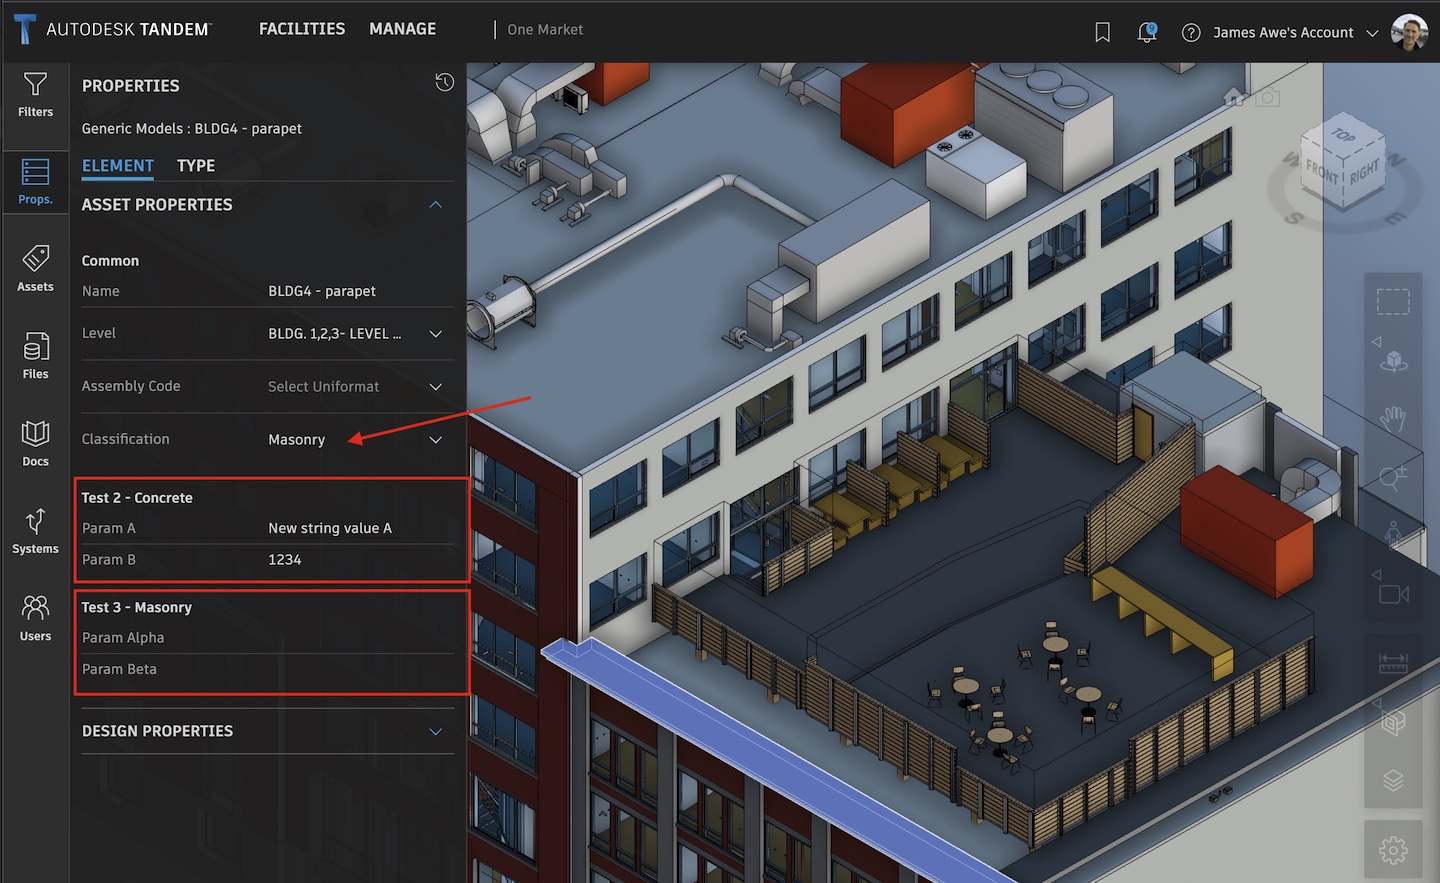 AUTODESK TANDEM™
FACILITIES
MANAGE
One Market
9
James Awe's Account
Filters
Props.
Assets
Files
Docs
Systems
Users
PROPERTIES
Generic Models : BLDG4 - parapet
ELEMENT TYPE
ASSET PROPERTIES
Common
Name BLDG4 - parapet
Level BLDG. 1,2,3- LEVEL ...
Assembly Code Select Uniformat
Classification Masonry
Test 2 - Concrete
Param A New string value A
Param B 1234
Test 3 - Masonry
Param Alpha
Param Beta
DESIGN PROPERTIES
TOP
FRONT RIGHT
W N
S E